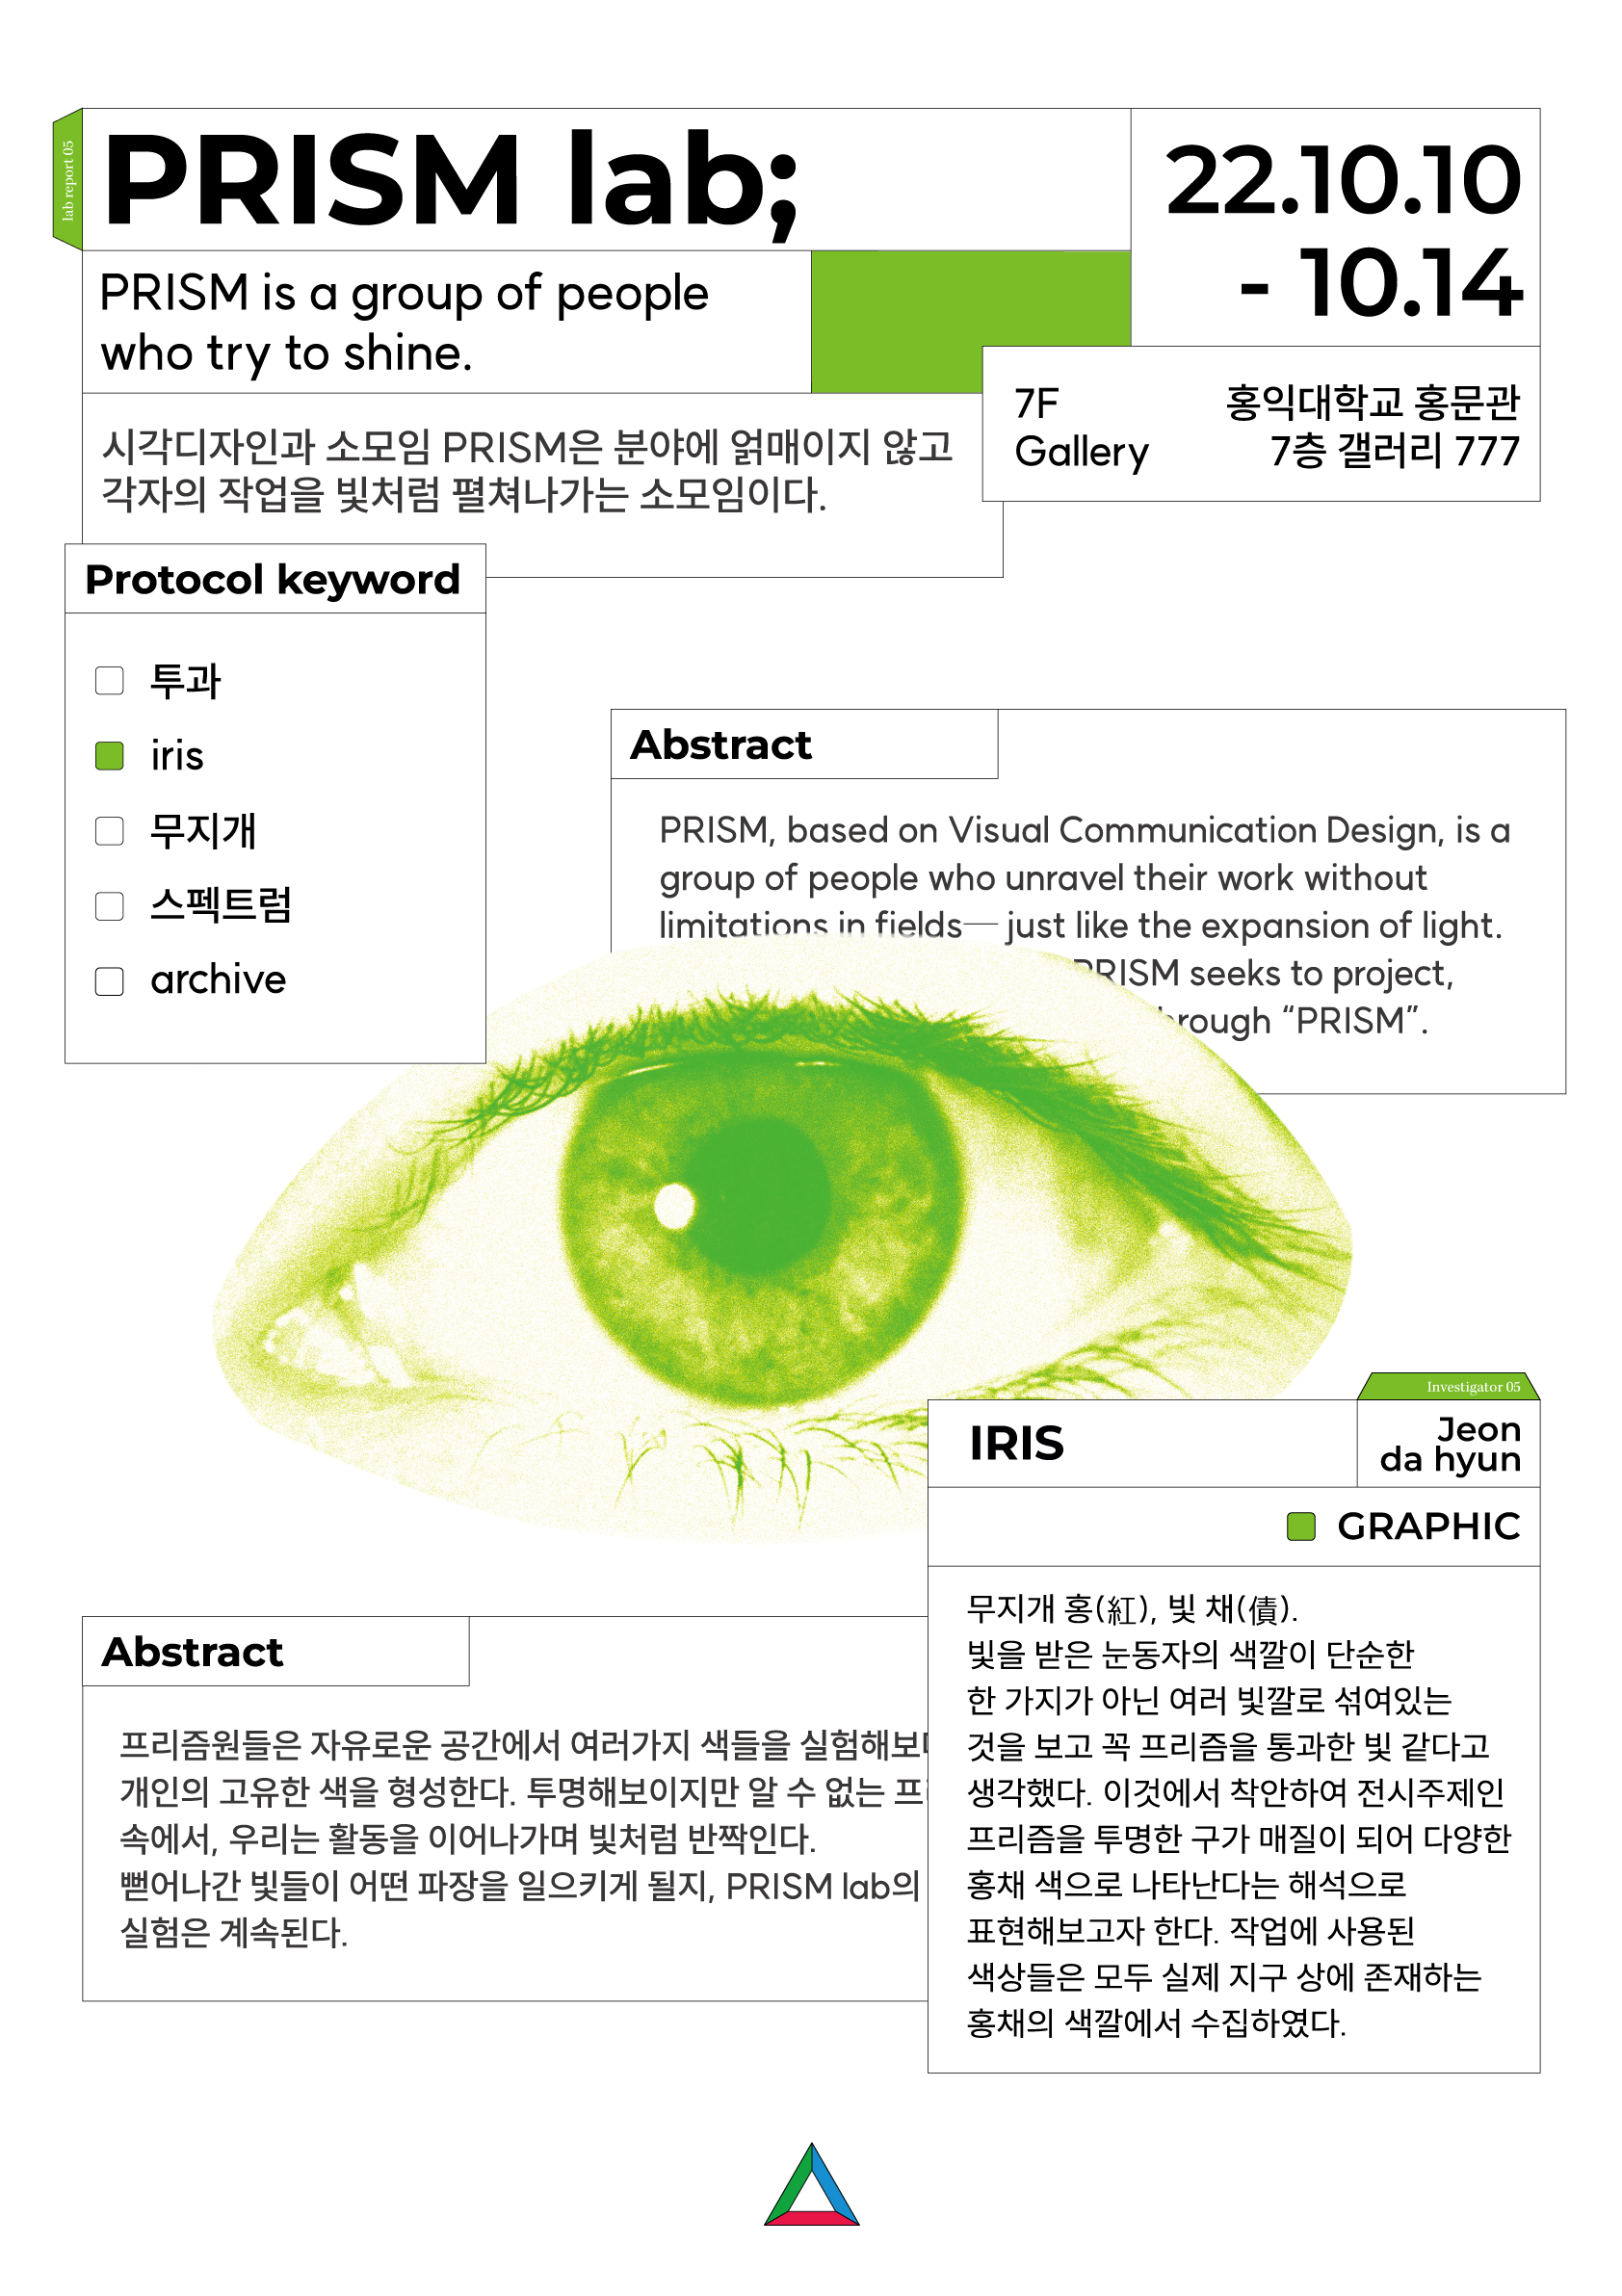 lab report 05
PRISM lab;
22.10.10
- 10.14
PRISM is a group of people
who try to shine.
7F
Gallery
홍익대학교 홍문관
7층 갤러리 777
시각디자인과 소모임 PRISM은 분야에 얽매이지 않고
각자의 작업을 빛처럼 펼쳐나가는 소모임이다.
Protocol keyword
투과
iris
무지개
스펙트럼
archive
Abstract
PRISM, based on Visual Communication Design, is a
group of people who unravel their work without
limitations in fields— just like the expansion of light.
PRISM seeks to project,
through “PRISM”.
Investigator 05
IRIS
Jeon
da hyun
GRAPHIC
무지개 홍(紅), 빛 채(債).
빛을 받은 눈동자의 색깔이 단순한
한 가지가 아닌 여러 빛깔로 섞여있는
것을 보고 꼭 프리즘을 통과한 빛 같다고
생각했다. 이것에서 착안하여 전시주제인
프리즘을 투명한 구가 매질이 되어 다양한
홍채 색으로 나타난다는 해석으로
표현해보고자 한다. 작업에 사용된
색상들은 모두 실제 지구 상에 존재하는
홍채의 색깔에서 수집하였다.
Abstract
프리즘원들은 자유로운 공간에서 여러가지 색들을
개인의 고유한 색을 형성한다. 투명해보이지만 알 수 없는
속에서, 우리는 활동을 이어나가며 빛처럼 반짝인다.
뻗어나간 빛들이 어떤 파장을 일으키게 될지, PRISM lab의
실험은 계속된다.